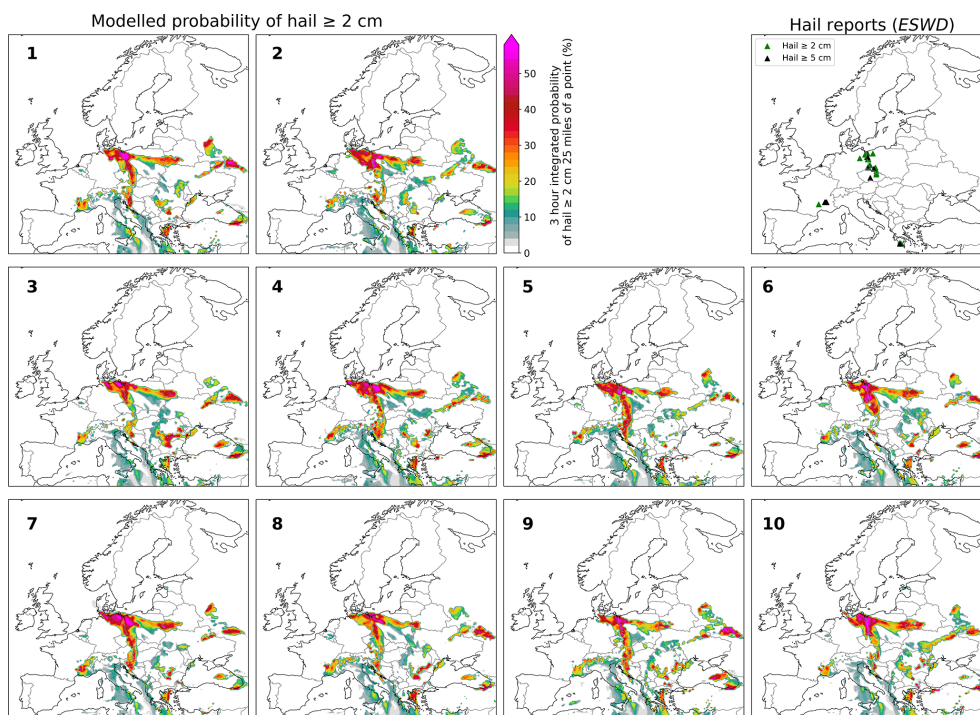 Modelled probability of hail ≥ 2 cm
Hail reports (ESWD)
1
2
50
40
30
20
10
0
3 hour integrated probability
of hail ≥ 2 cm 25 miles of a point (%)
Hail ≥ 2 cm
Hail ≥ 5 cm
3
4
5
6
7
8
9
10